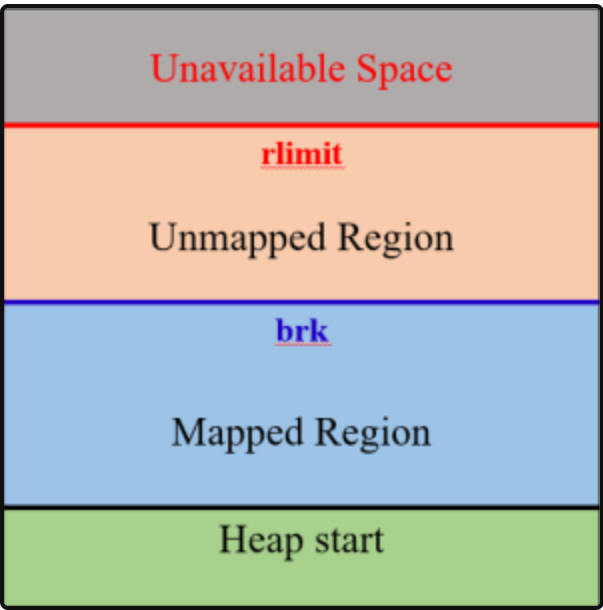 Unavailable Space
rlimit
Unmapped Region
brk
Mapped Region
Heap start